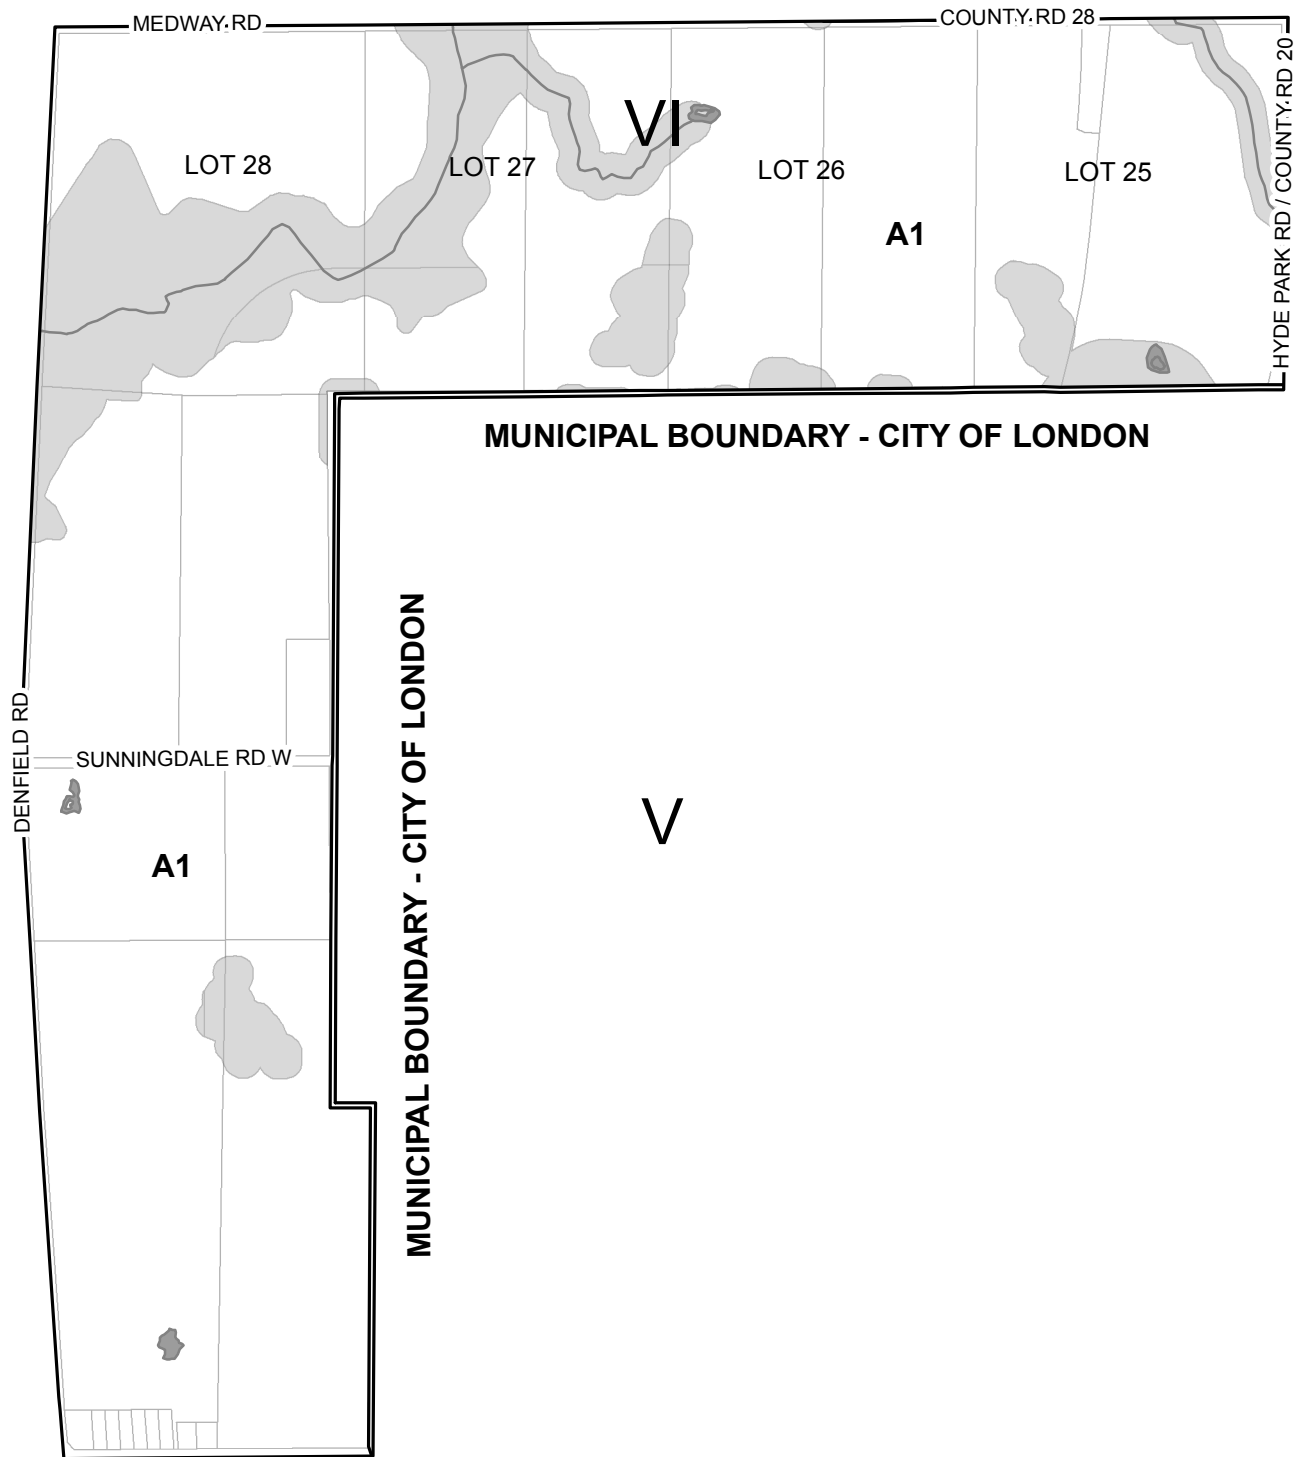 MEDWAY RD
COUNTY RD 28
HYDE PARK RD / COUNTY RD 20
VI
LOT 28
LOT 27
LOT 26
LOT 25
A1
MUNICIPAL BOUNDARY - CITY OF LONDON
MUNICIPAL BOUNDARY - CITY OF LONDON
DENFIELD RD
SUNNINGDALE RD W
V
A1